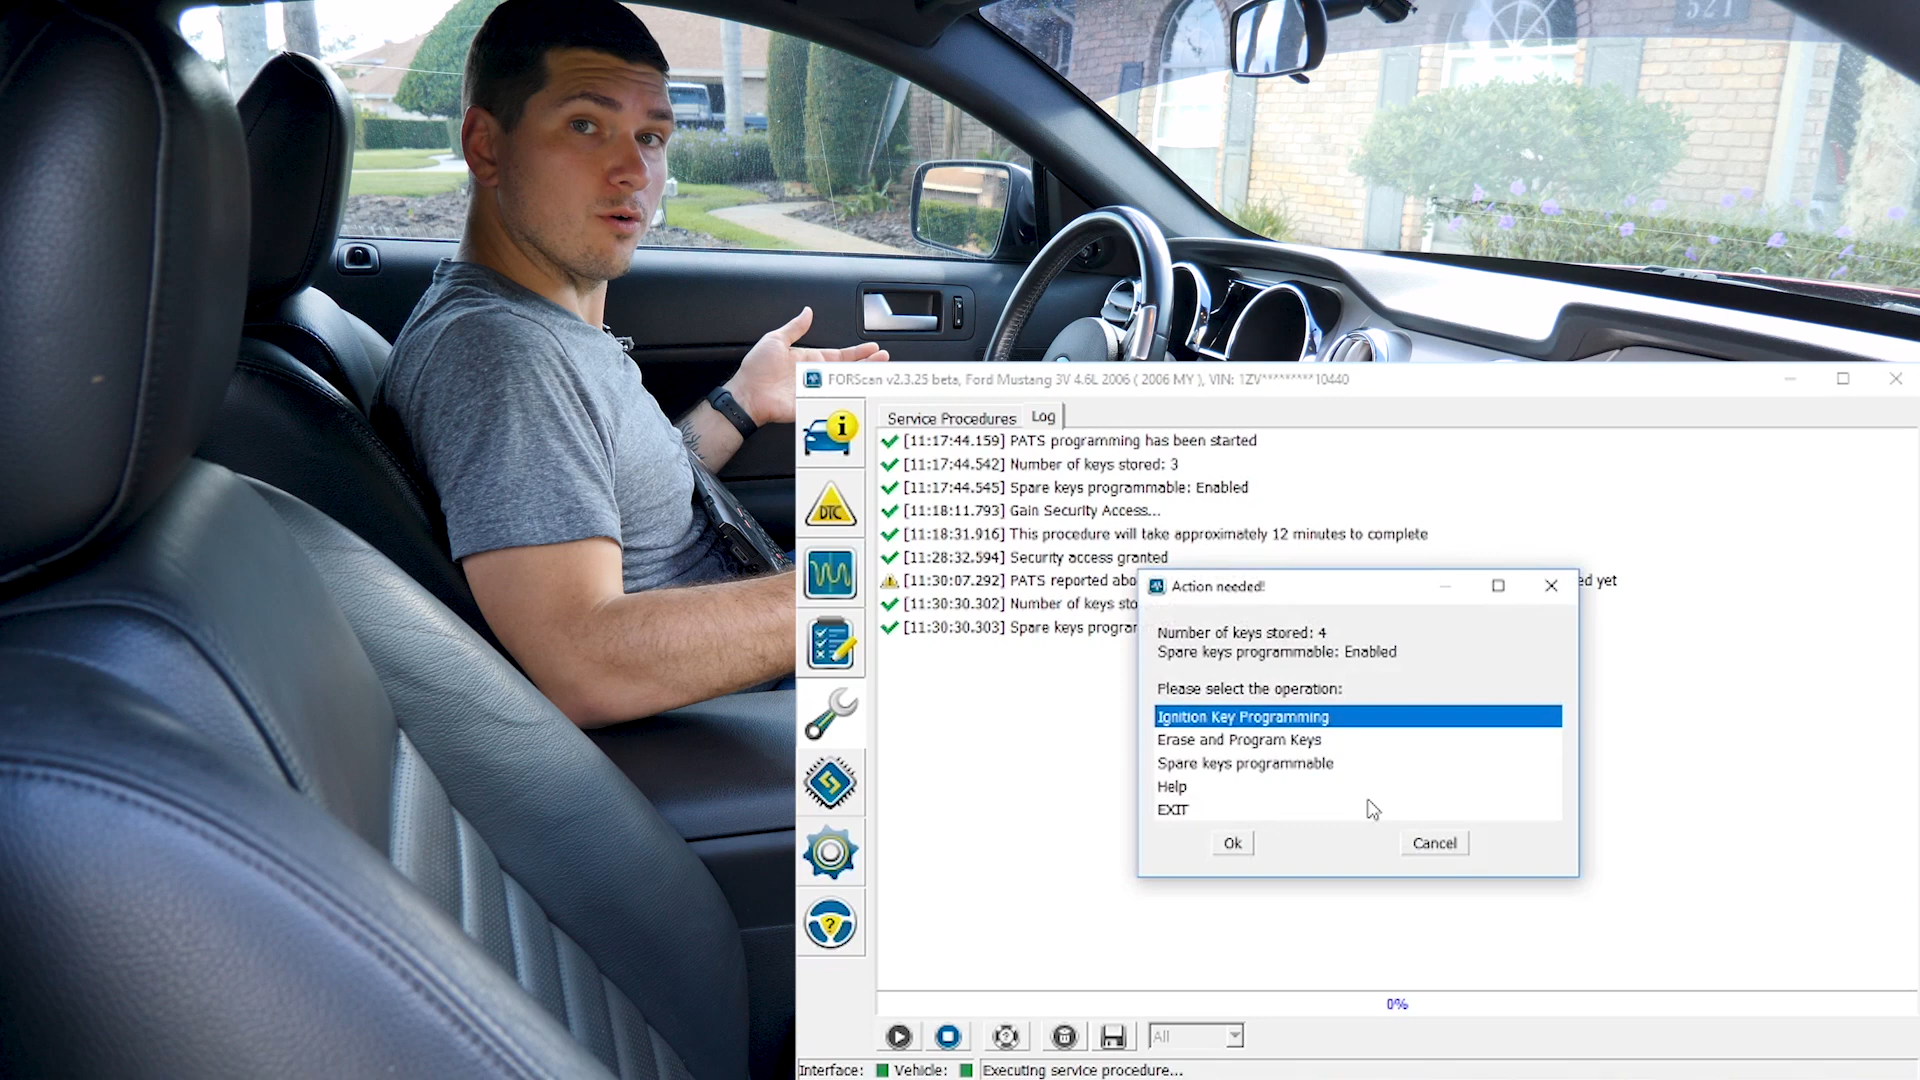 521
FORScan v2.3.25 beta, Ford Mustang 3V 4.6L 2006 ( 2006 MY ), VIN: 1ZV*********10440
Service Procedures Log
[11:17:44.159] PATS programming has been started
[11:17:44.542] Number of keys stored: 3
[11:17:44.545] Spare keys programmable: Enabled
[11:18:11.793] Gain Security Access...
[11:18:31.916] This procedure will take approximately 12 minutes to complete
[11:28:32.594] Security access granted
[11:30:07.292] PATS reported abo
ed yet
[11:30:30.302] Number of keys sto
[11:30:30.303] Spare keys prograr
DTC
Action needed!
Number of keys stored: 4
Spare keys programmable: Enabled
Please select the operation:
Ignition Key Programming
Erase and Program Keys
Spare keys programmable
Help
EXIT
Ok Cancel
0%
All
Interface: Vehicle: Executing service procedure...